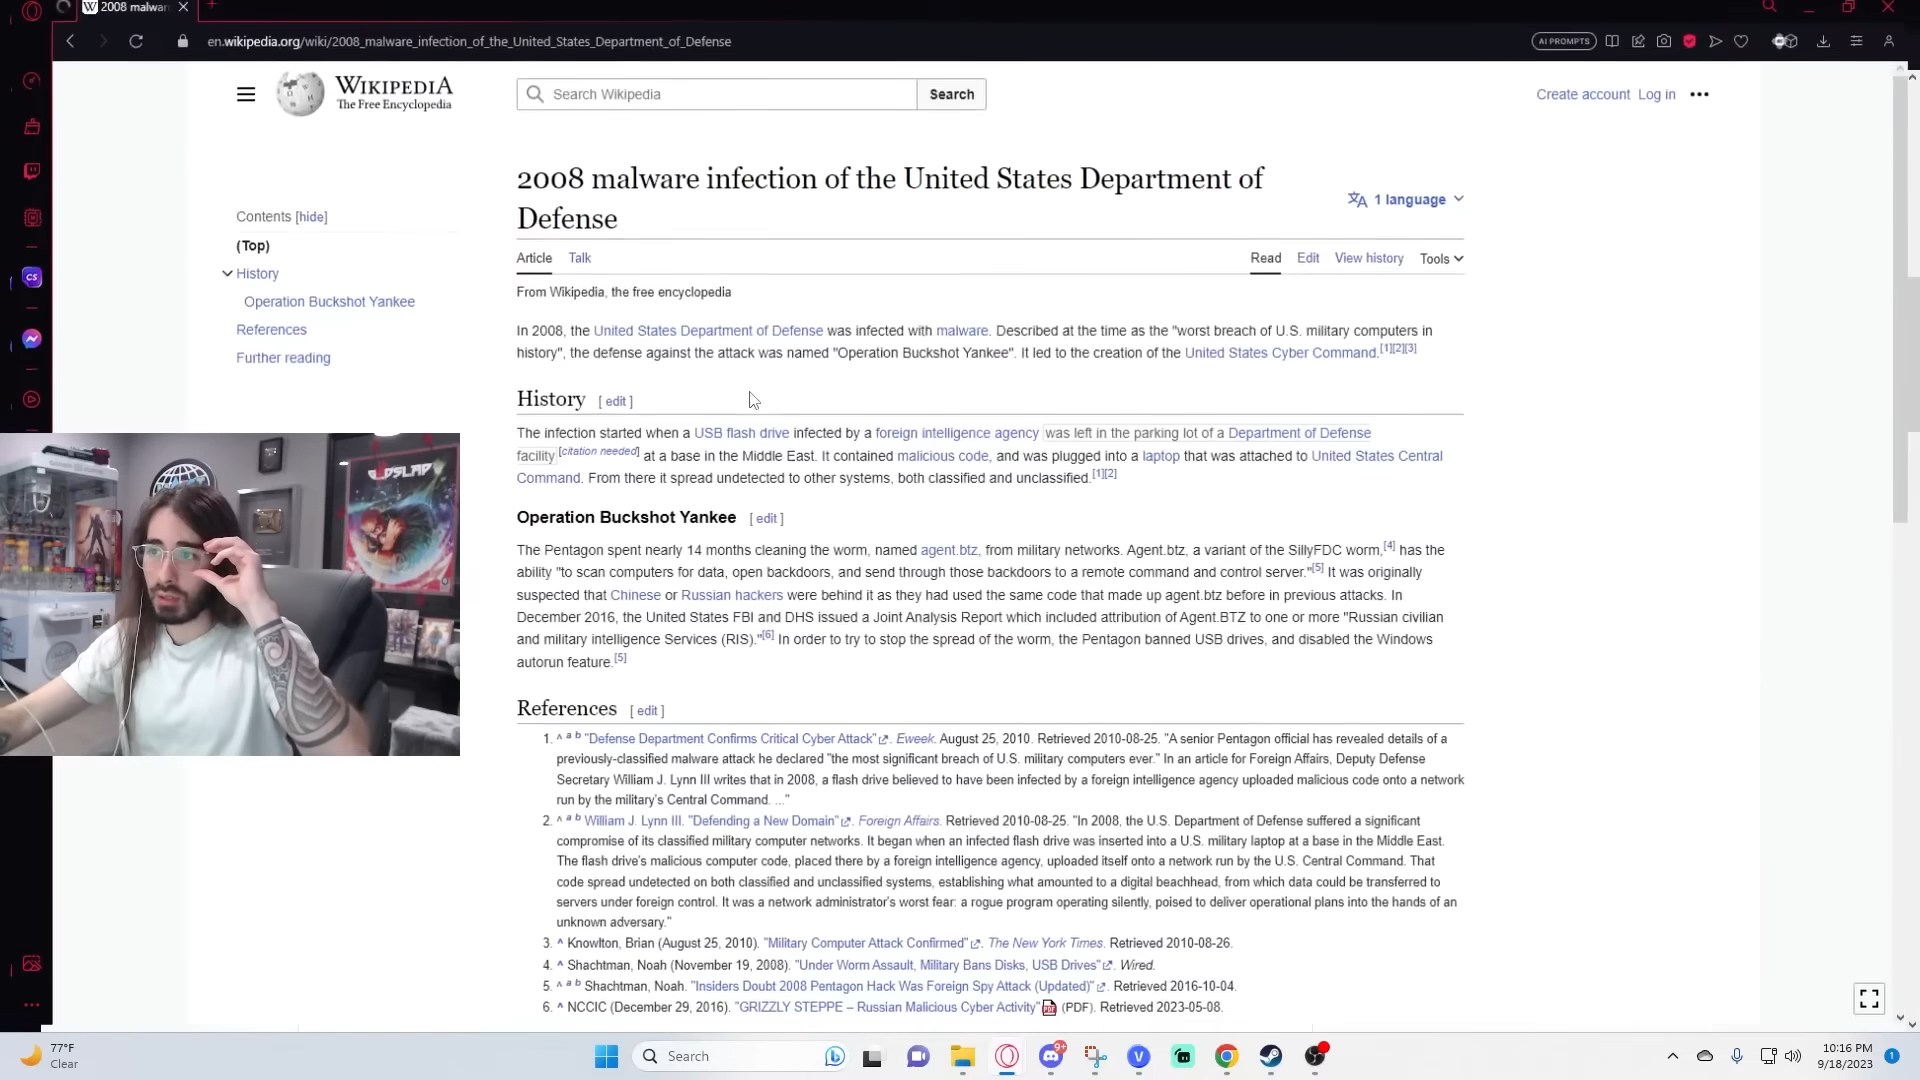 2008 malwar
en.wikipedia.org/wiki/2008_malware_infection_of_the_United_States_Department_of_Defense
AI PROMPTS
WIKIPEDIA
The Free Encyclopedia
Search Wikipedia
Search
Create account Log in
2008 malware infection of the United States Department of
Defense
1 language
Contents [hide]
(Top)
History
Operation Buckshot Yankee
References
Further reading
Article Talk
Read Edit View history Tools
From Wikipedia, the free encyclopedia
In 2008, the United States Department of Defense was infected with malware. Described at the time as the "worst breach of U.S. military computers in
history", the defense against the attack was named "Operation Buckshot Yankee". It led to the creation of the United States Cyber Command.[1][2][3]
History [ edit ]
The infection started when a USB flash drive infected by a foreign intelligence agency was left in the parking lot of a Department of Defense
facility[citation needed] at a base in the Middle East. It contained malicious code, and was plugged into a laptop that was attached to United States Central
Command. From there it spread undetected to other systems, both classified and unclassified.[1][2]
Operation Buckshot Yankee [ edit ]
The Pentagon spent nearly 14 months cleaning the worm, named agent.btz, from military networks. Agent.btz, a variant of the SillyFDC worm,[4] has the
ability "to scan computers for data, open backdoors, and send through those backdoors to a remote command and control server."[5] It was originally
suspected that Chinese or Russian hackers were behind it as they had used the same code that made up agent.btz before in previous attacks. In
December 2016, the United States FBI and DHS issued a Joint Analysis Report which included attribution of Agent.BTZ to one or more "Russian civilian
and military intelligence Services (RIS)."[6] In order to try to stop the spread of the worm, the Pentagon banned USB drives, and disabled the Windows
autorun feature.[5]
References [ edit ]
1. ^ a b "Defense Department Confirms Critical Cyber Attack". Eweek. August 25, 2010. Retrieved 2010-08-25. "A senior Pentagon official has revealed details of a
previously-classified malware attack he declared "the most significant breach of U.S. military computers ever." In an article for Foreign Affairs, Deputy Defense
Secretary William J. Lynn III writes that in 2008, a flash drive believed to have been infected by a foreign intelligence agency uploaded malicious code onto a network
run by the military's Central Command. ..."
2. ^ a b William J. Lynn III. "Defending a New Domain". Foreign Affairs. Retrieved 2010-08-25. "In 2008, the U.S. Department of Defense suffered a significant
compromise of its classified military computer networks. It began when an infected flash drive was inserted into a U.S. military laptop at a base in the Middle East.
The flash drive's malicious computer code, placed there by a foreign intelligence agency, uploaded itself onto a network run by the U.S. Central Command. That
code spread undetected on both classified and unclassified systems, establishing what amounted to a digital beachhead, from which data could be transferred to
servers under foreign control. It was a network administrator's worst fear: a rogue program operating silently, poised to deliver operational plans into the hands of an
unknown adversary."
3. ^ Knowlton, Brian (August 25, 2010). "Military Computer Attack Confirmed". The New York Times. Retrieved 2010-08-26.
4. ^ Shachtman, Noah (November 19, 2008). "Under Worm Assault, Military Bans Disks, USB Drives". Wired.
5. ^ a b Shachtman, Noah. "Insiders Doubt 2008 Pentagon Hack Was Foreign Spy Attack (Updated)". Retrieved 2016-10-04.
6. ^ NCCIC (December 29, 2016). "GRIZZLY STEPPE – Russian Malicious Cyber Activity" (PDF). Retrieved 2023-05-08.
CS
GODSLAP
77°F
Clear
Search
9+
10:16 PM
9/18/2023
1